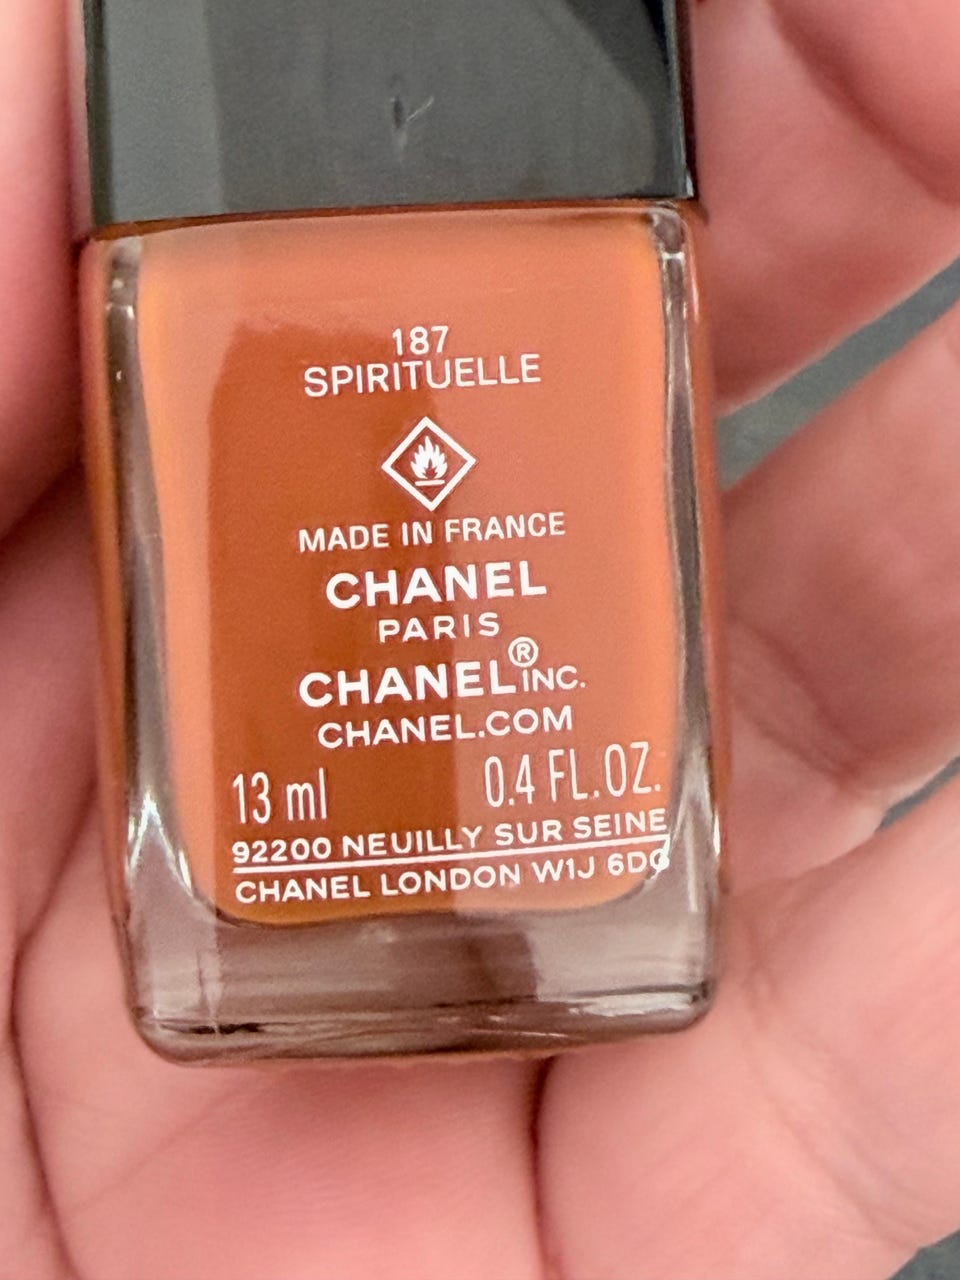 187
SPIRITUELLE
MADE IN FRANCE
CHANEL
PARIS
CHANEL® INC.
CHANEL.COM
13 ml 0.4 FL.OZ.
92200 NEUILLY SUR SEINE
CHANEL LONDON W1J